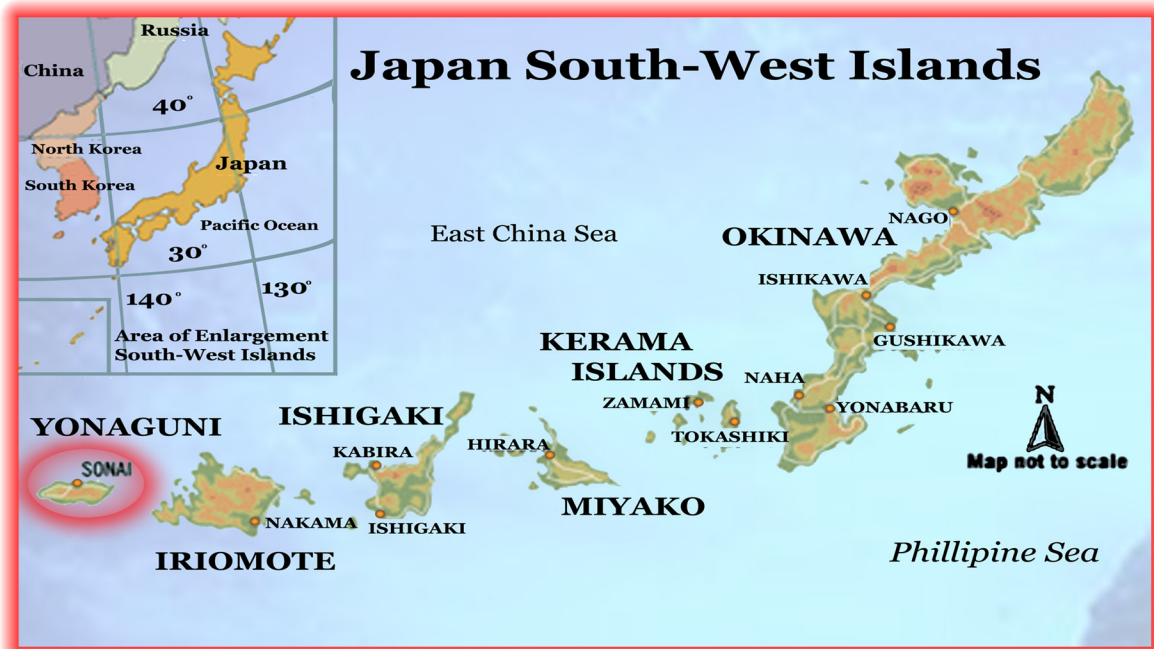 Japan South-West Islands
Russia
China
40°
North Korea
Japan
South Korea
Pacific Ocean
30°
140°
130°
Area of Enlargement
South-West Islands
East China Sea
NAGO
OKINAWA
ISHIKAWA
GUSHIKAWA
KERAMA
ISLANDS
NAHA
ZAMAMI
YONABARU
TOKASHIKI
N
Map not to scale
YONAGUNI
SONAI
ISHIGAKI
KABIRA
HIRARA
MIYAKO
NAKAMA
ISHIGAKI
IRIOMOTE
Phillipine Sea